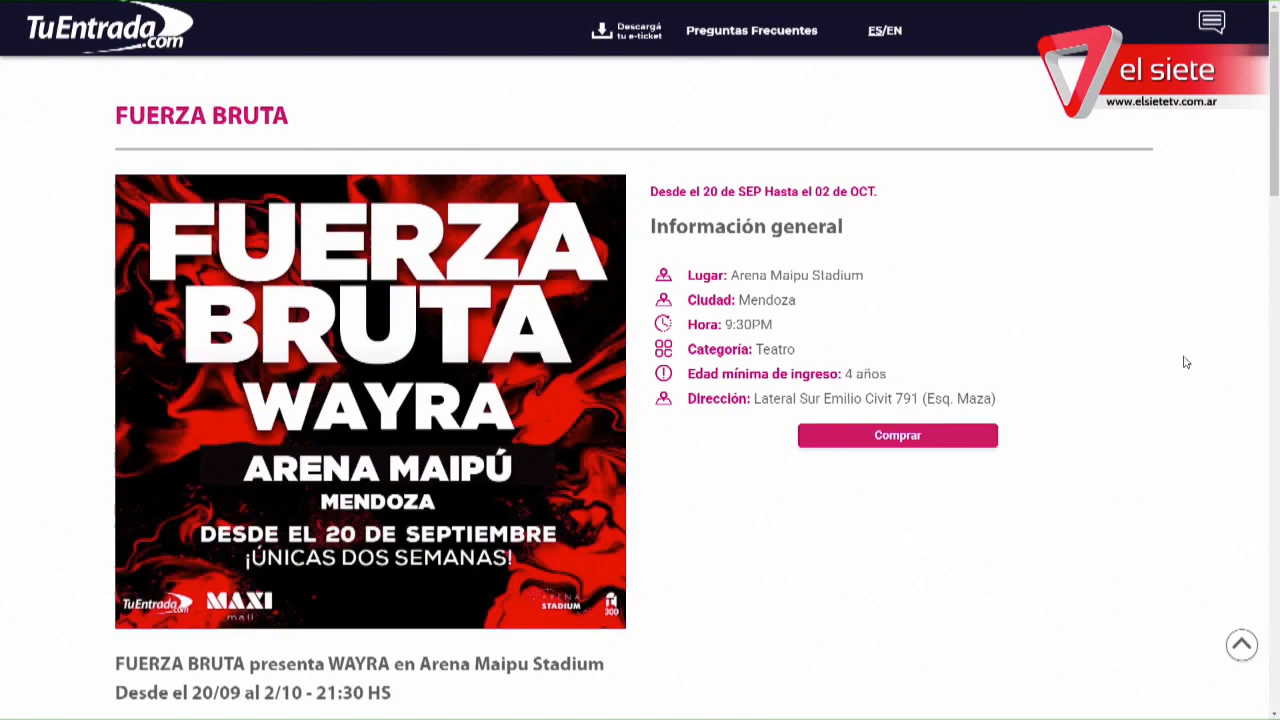 TuEntrada
.com
Descargá
tu e-ticket
Preguntas Frecuentes
ES/EN
el siete
www.elsietetv.com.ar
FUERZA BRUTA
FUERZA
BRUTA
WAYRA
ARENA MAIPÚ
MENDOZA
DESDE EL 20 DE SEPTIEMBRE
¡ÚNICAS DOS SEMANAS!
TuEntrada
.com
MAXI
mall
ARENA
STADIUM
300
Desde el 20 de SEP Hasta el 02 de OCT.
Información general
Lugar: Arena Maipu Stadium
Ciudad: Mendoza
Hora: 9:30PM
Categoría: Teatro
Edad mínima de ingreso: 4 años
Dirección: Lateral Sur Emilio Civit 791 (Esq. Maza)
Comprar
FUERZA BRUTA presenta WAYRA en Arena Maipu Stadium
Desde el 20/09 al 2/10 - 21:30 HS